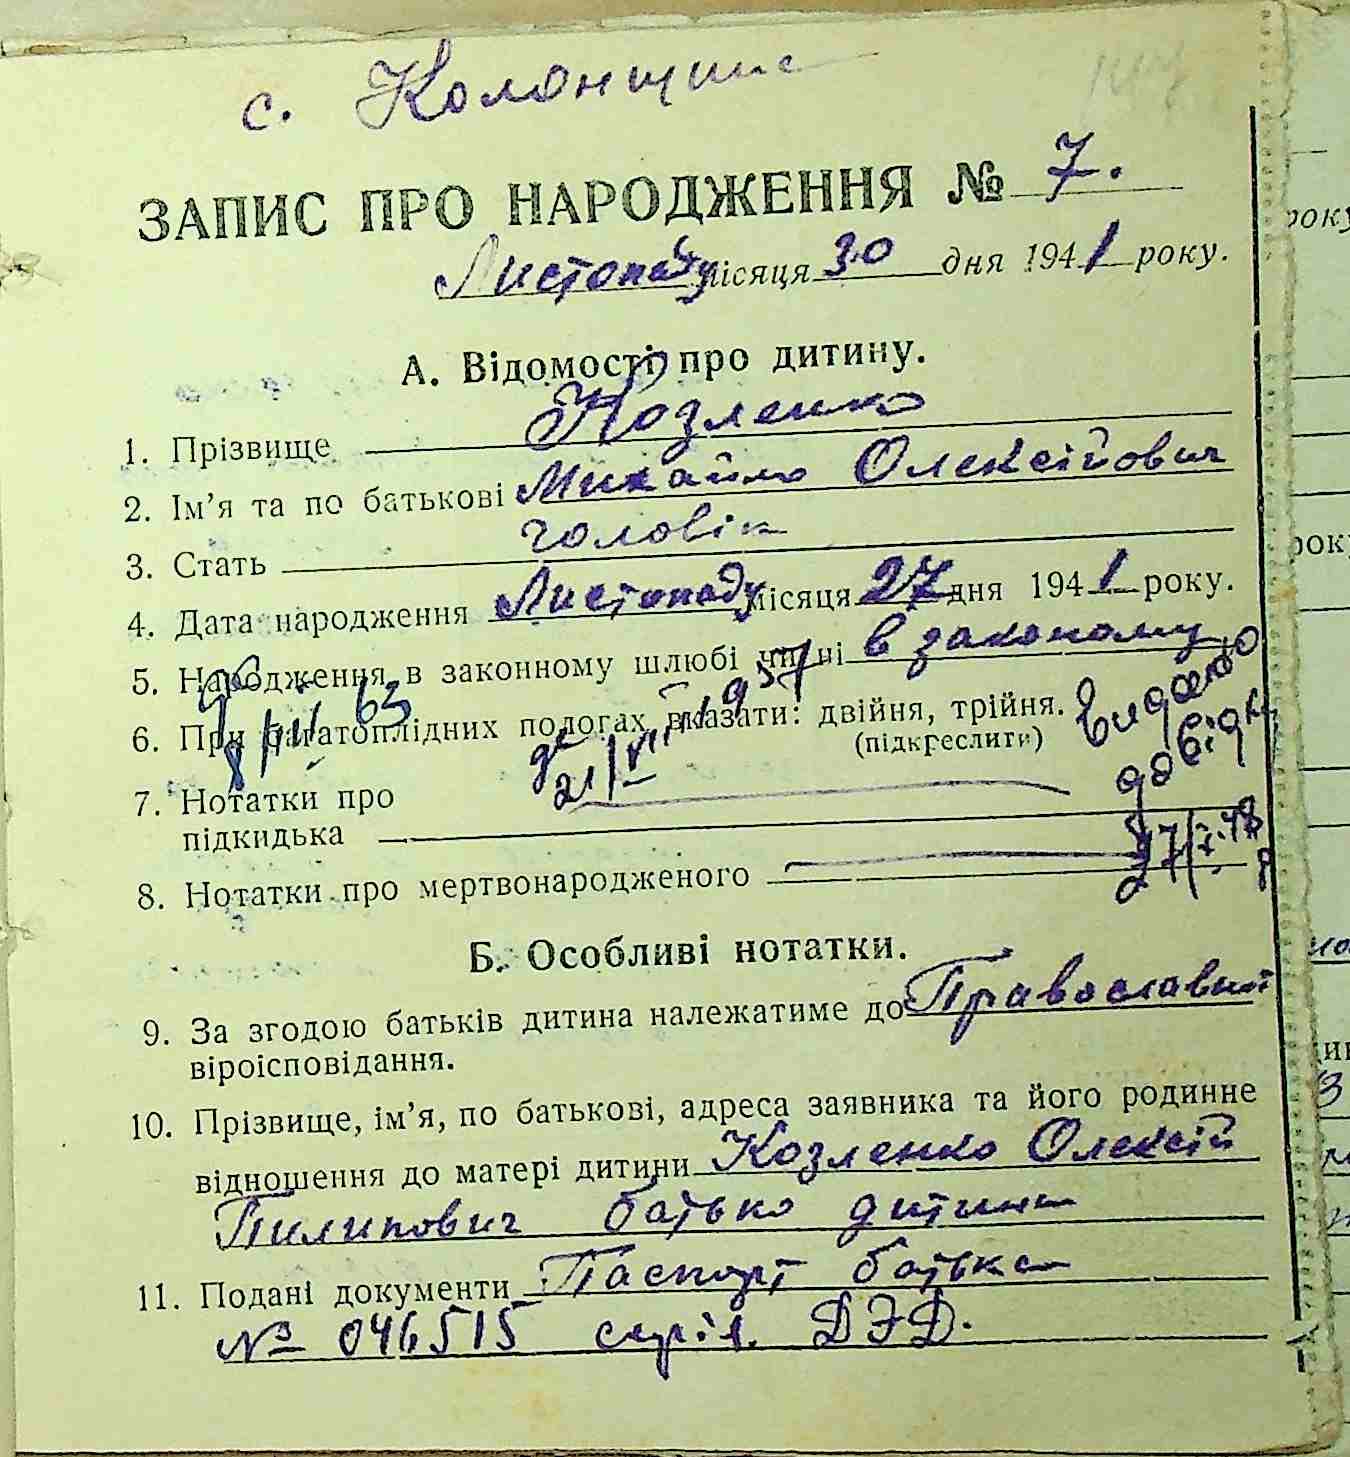 с. Колонщина
ЗАПИС ПРО НАРОДЖЕННЯ № 7.
Листопаду місяця 30 дня 1941 року.
А. Відомості про дитину.
1. Прізвище Козленко
2. Ім'я та по батькові Михайло Олексійович
3. Стать чоловік
4. Дата народження Листопаду місяця 27 дня 1941 року.
5. Народження в законному шлюбі чи ні в законому
6. При багатоплідних пологах вказати: двійня, трійня.
(підкреслити)
Видано
довідку
7. Нотатки про
підкидька
8. Нотатки про мертвонародженого
Б. Особливі нотатки.
9. За згодою батьків дитина належатиме до Православної
віроісповідання.
10. Прізвище, ім'я, по батькові, адреса заявника та його родинне
відношення до матері дитини Козленко Олексій
Пилипович батько дитини
11. Подані документи Паспорт батька
№ 046515 серія. ДЭД.